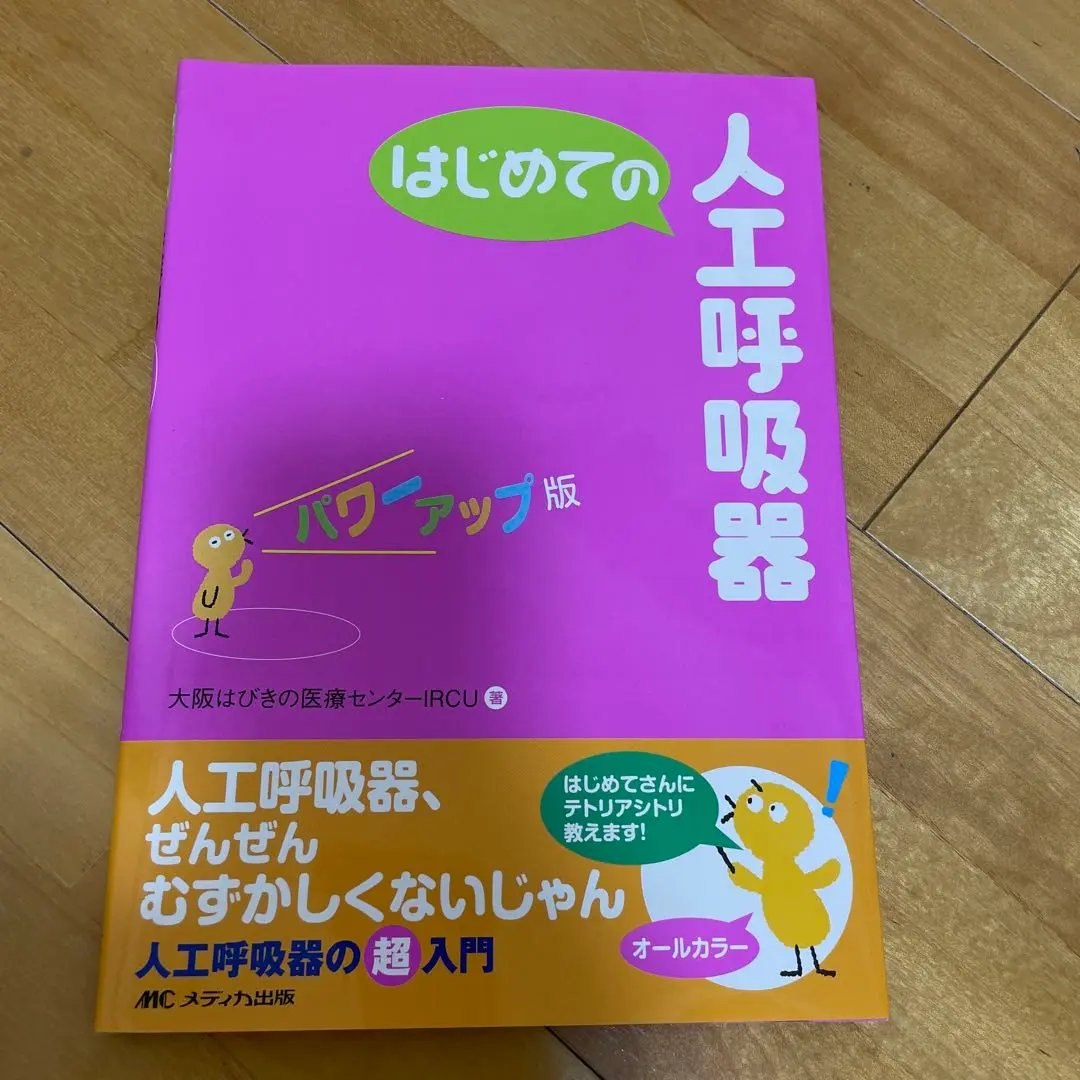 はじめての
人工呼吸器
パワーアップ版
大阪はびきの医療センターIRCU 著
人工呼吸器、
ぜんぜん
むずかしくないじゃん
人工呼吸器の超入門
MC メディカ出版
はじめてさんに
テトリアシトリ
教えます!
!
オールカラー